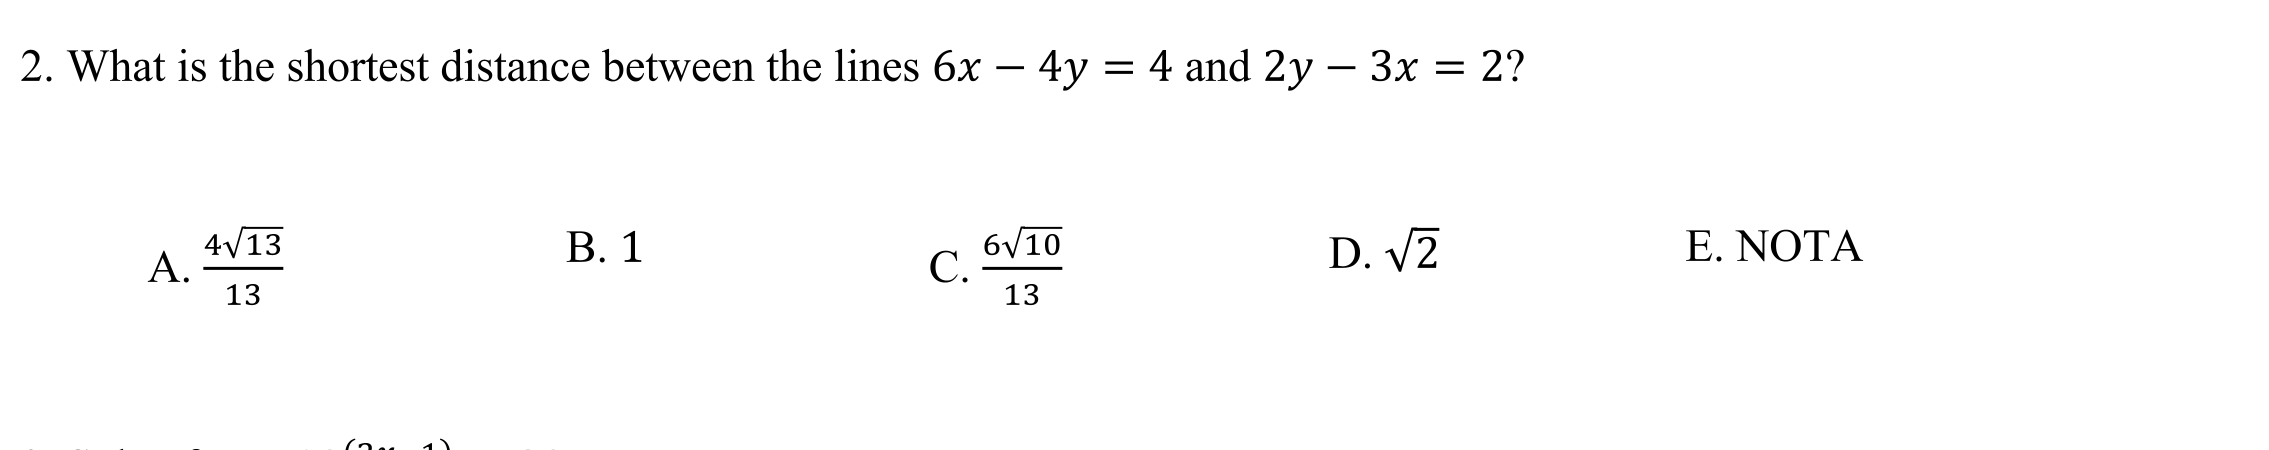 2. What is the shortest distance between the lines 6x − 4y = 4 and 2y − 3x = 2?
A. 4√13/13 B. 1 C. 6√10/13 D. √2 E. NOTA